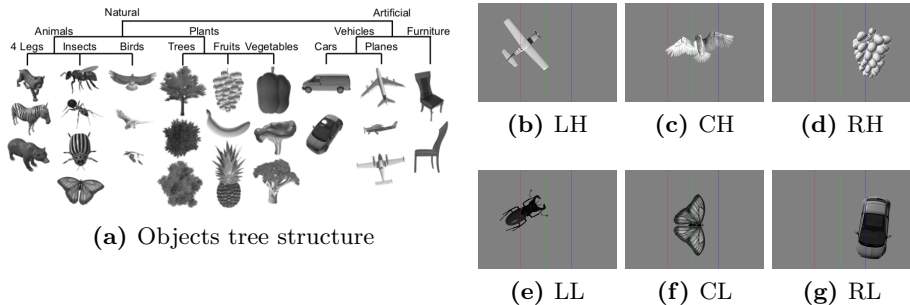 Natural
Artificial
Animals
Plants
Vehicles
Furniture
4 Legs
Insects
Birds
Trees
Fruits
Vegetables
Cars
Planes
(a) Objects tree structure
(b) LH
(c) CH
(d) RH
(e) LL
(f) CL
(g) RL